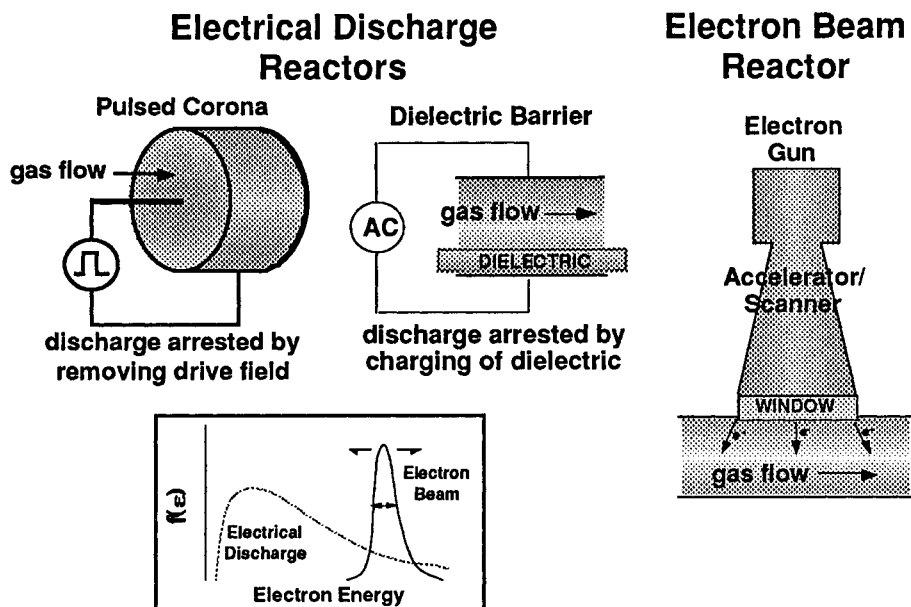 Electrical Discharge
Reactors
Pulsed Corona
gas flow
discharge arrested by
removing drive field
Dielectric Barrier
AC
gas flow
DIELECTRIC
discharge arrested by
charging of dielectric
Electron Beam
Reactor
Electron
Gun
Accelerator/
Scanner
WINDOW
e-
e-
e-
gas flow
f(ε)
Electrical
Discharge
Electron
Beam
Electron Energy